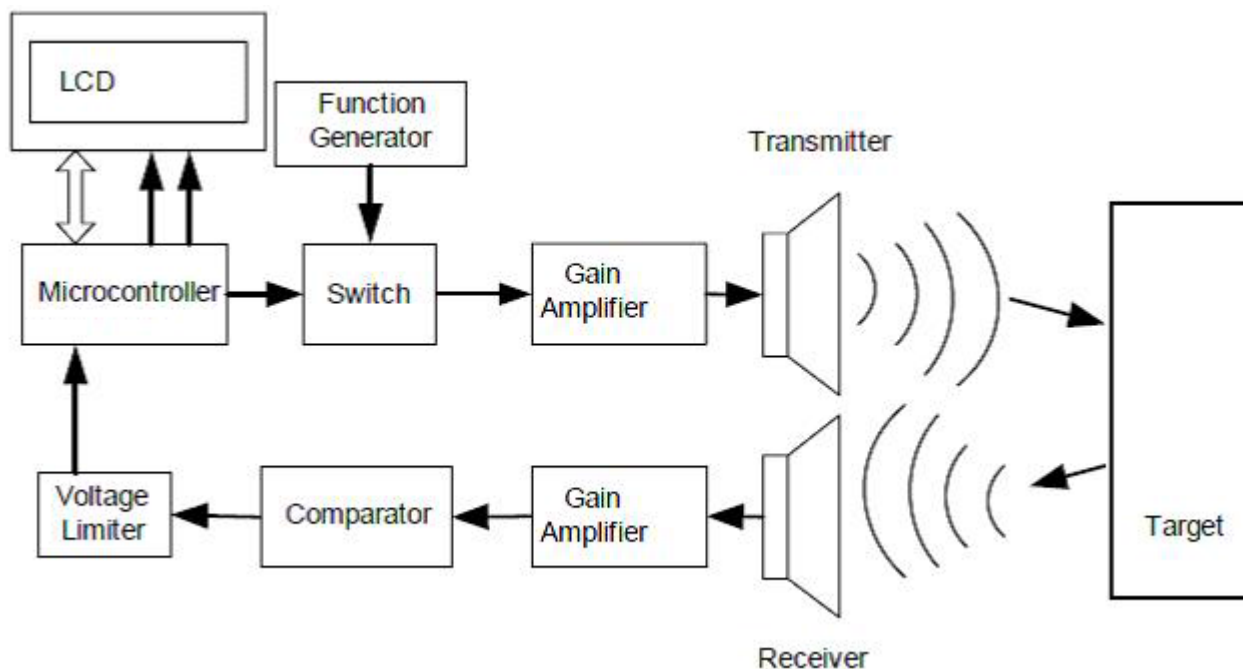 LCD
Function
Generator
Transmitter
Microcontroller
Switch
Gain
Amplifier
Voltage
Limiter
Comparator
Gain
Amplifier
Target
Receiver